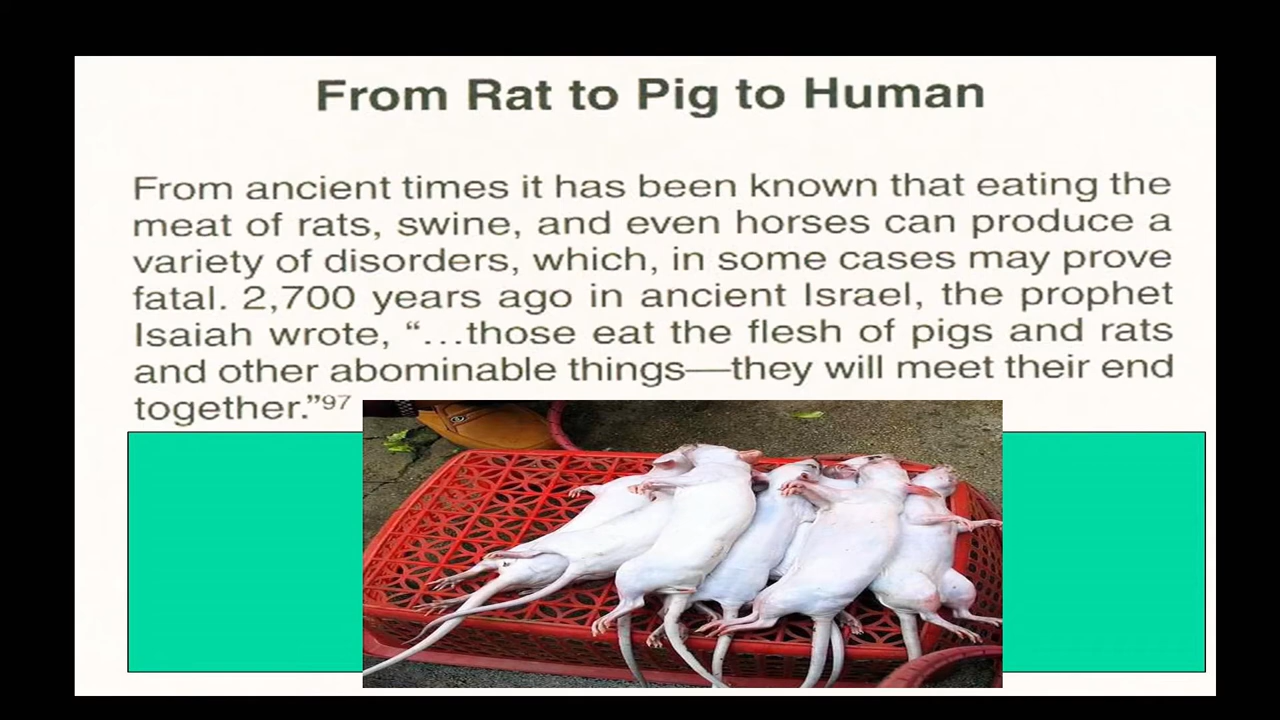 From Rat to Pig to Human
From ancient times it has been known that eating the
meat of rats, swine, and even horses can produce a
variety of disorders, which, in some cases may prove
fatal. 2,700 years ago in ancient Israel, the prophet
Isaiah wrote, “…those eat the flesh of pigs and rats
and other abominable things—they will meet their end
together.”97